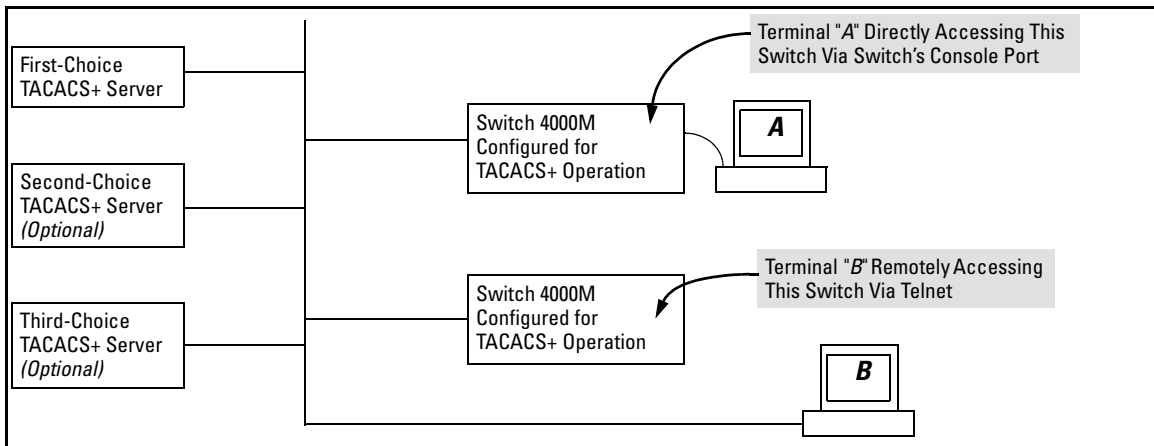 First-Choice
TACACS+ Server
Second-Choice
TACACS+ Server
(Optional)
Third-Choice
TACACS+ Server
(Optional)
Switch 4000M
Configured for
TACACS+ Operation
Terminal "A" Directly Accessing This
Switch Via Switch's Console Port
A
Switch 4000M
Configured for
TACACS+ Operation
Terminal "B" Remotely Accessing
This Switch Via Telnet
B